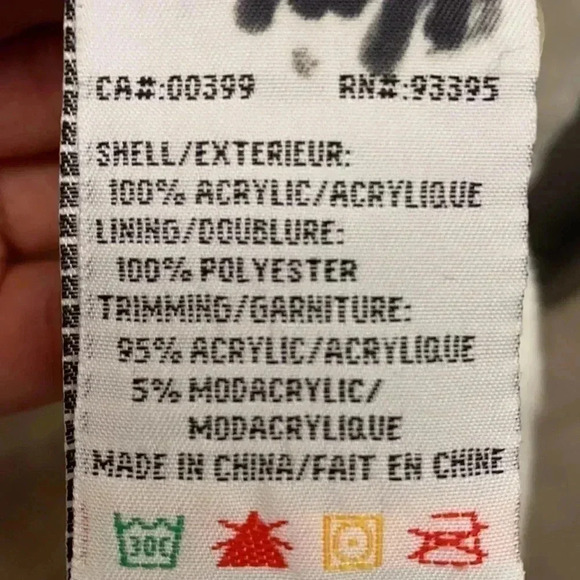 CA#:00399 RN#:93395
SHELL/EXTERIEUR:
100% ACRYLIC/ACRYLIQUE
LINING/DOUBLURE:
100% POLYESTER
TRIMMING/GARNITURE:
95% ACRYLIC/ACRYLIQUE
5% MODACRYLIC/
MODACRYLIQUE
MADE IN CHINA/FAIT EN CHINE
30C